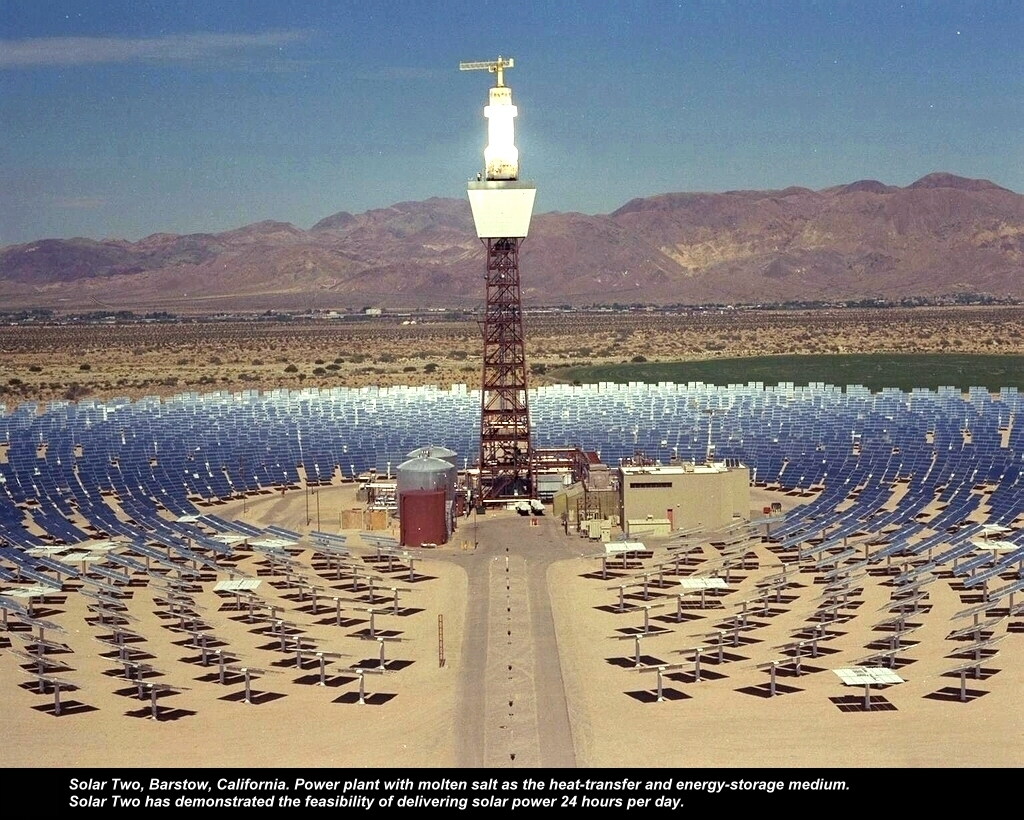 Solar Two, Barstow, California. Power plant with molten salt as the heat-transfer and energy-storage medium.
Solar Two has demonstrated the feasibility of delivering solar power 24 hours per day.